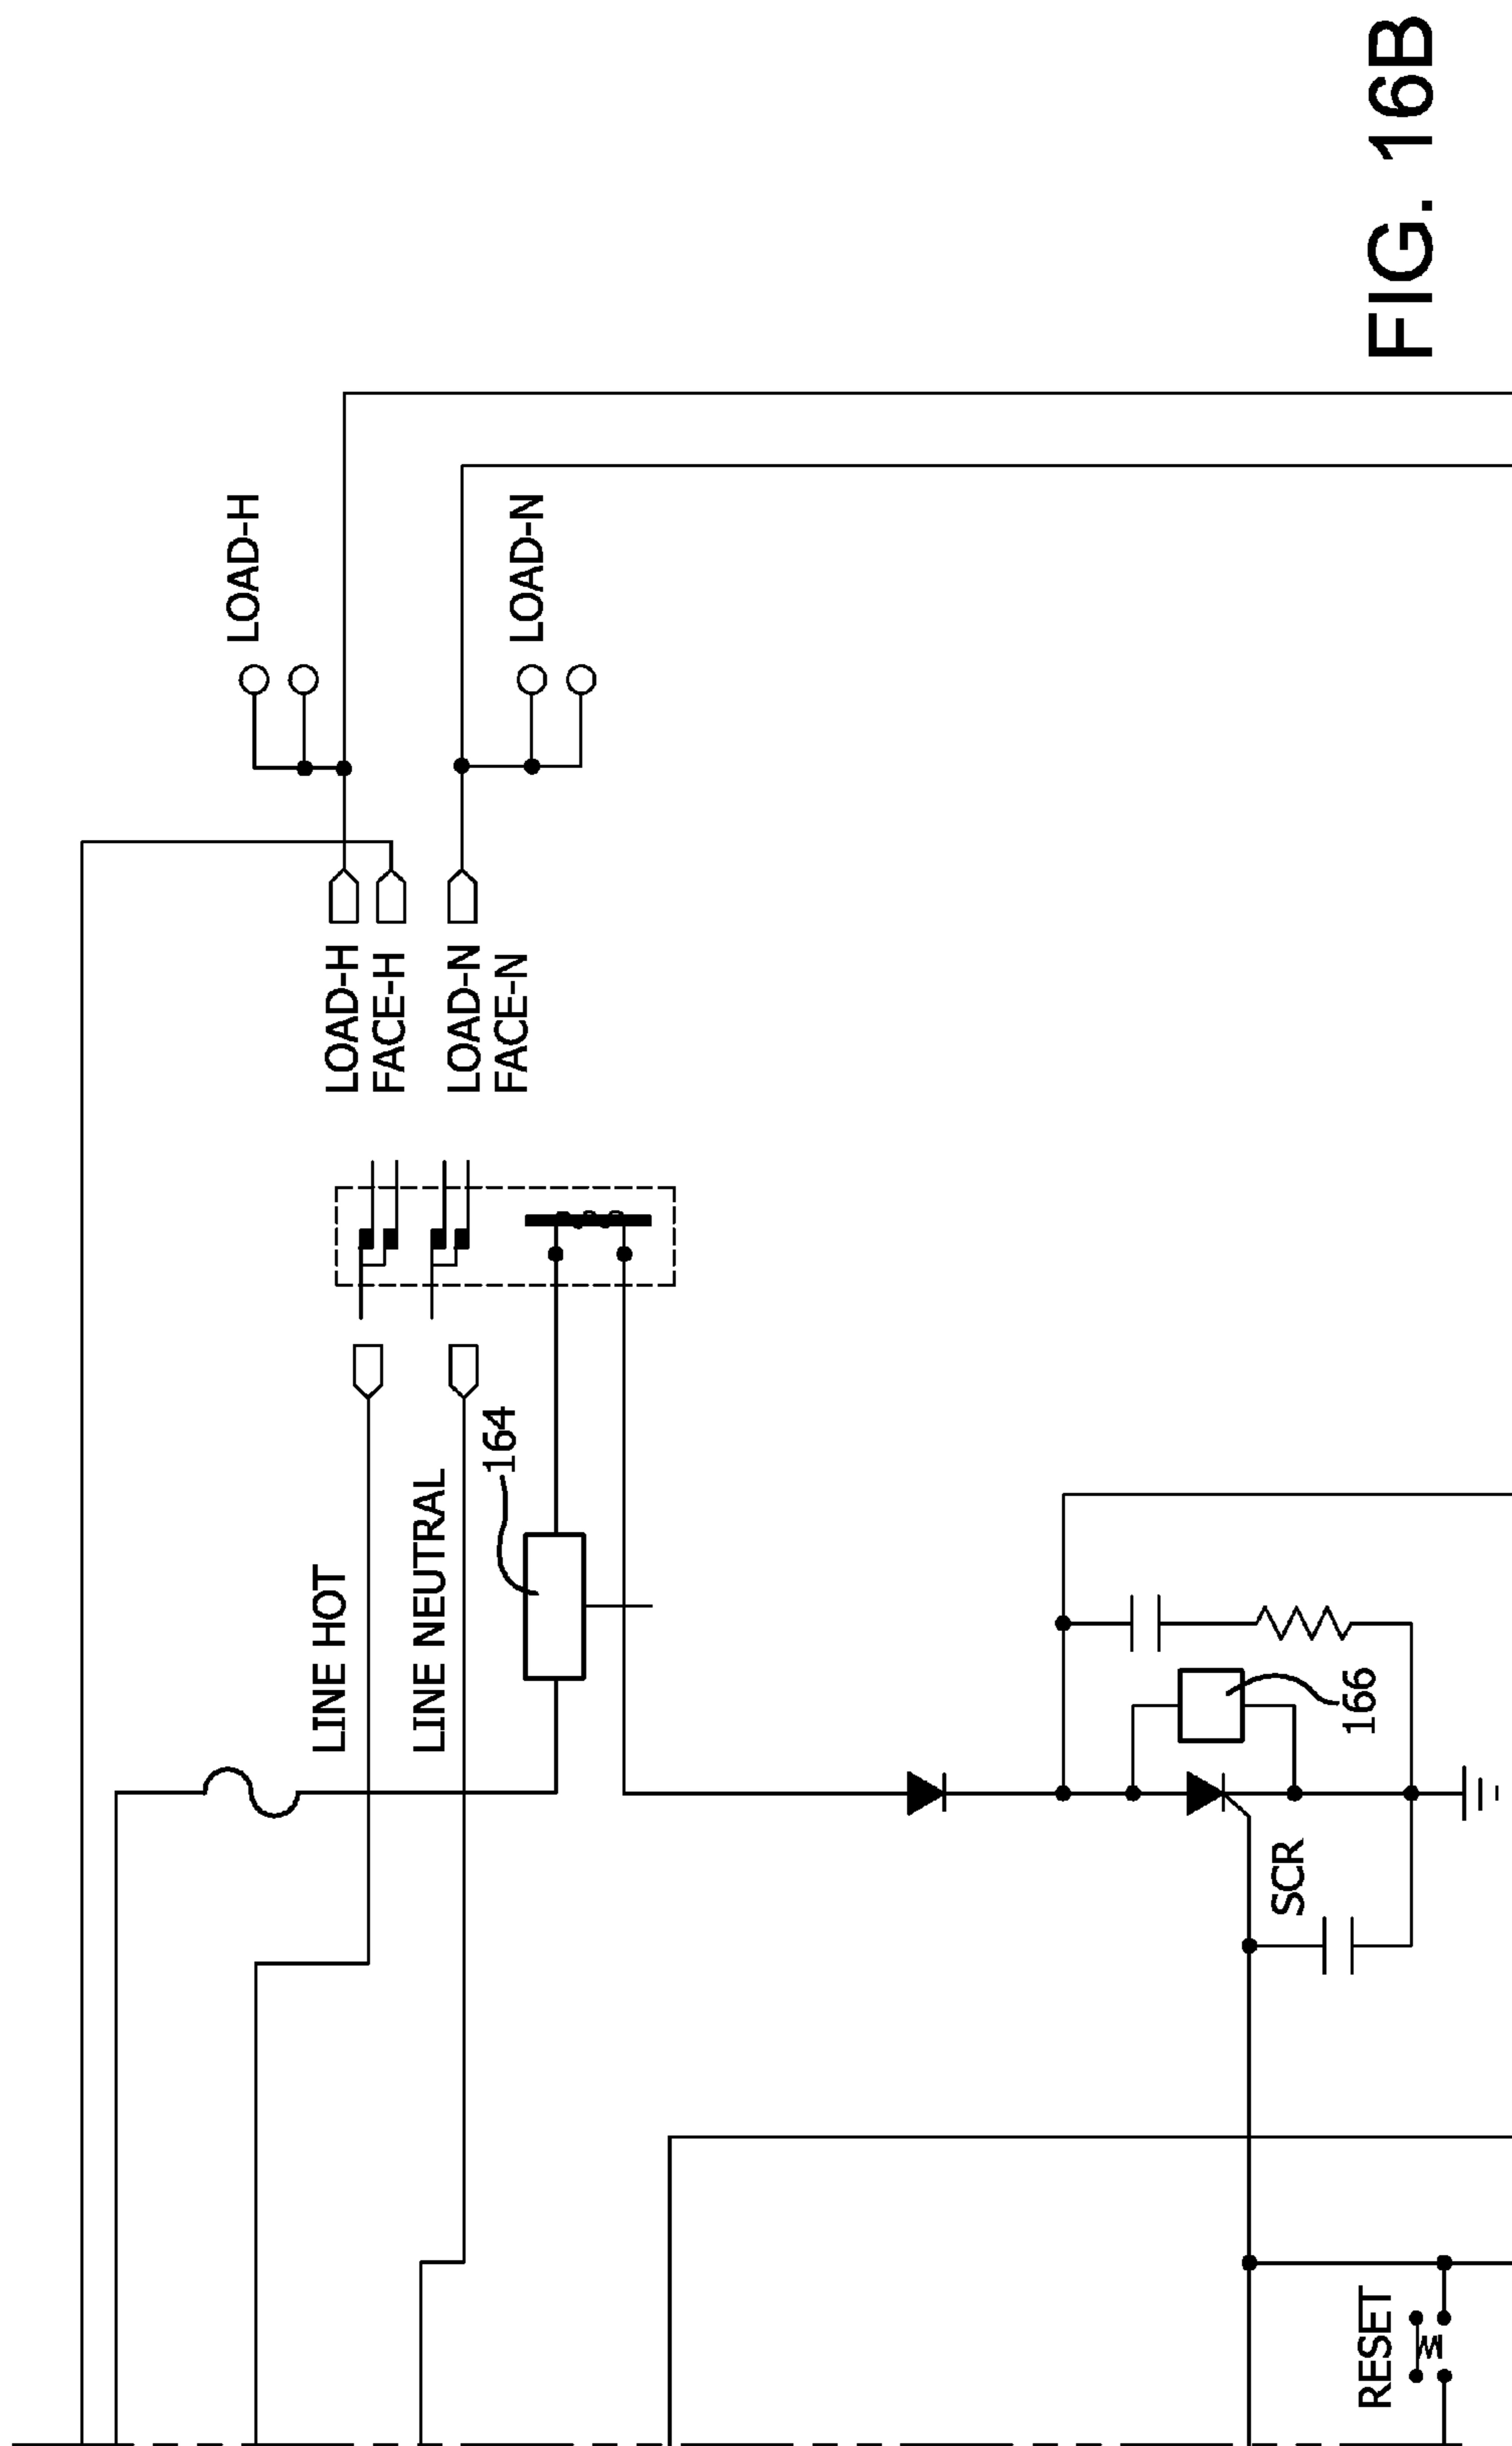 LOAD-H
LOAD-N
LOAD-H
FACE-H
LOAD-N
FACE-N
LINE HOT
LINE NEUTRAL
164
166
SCR
RESET
FIG. 16B